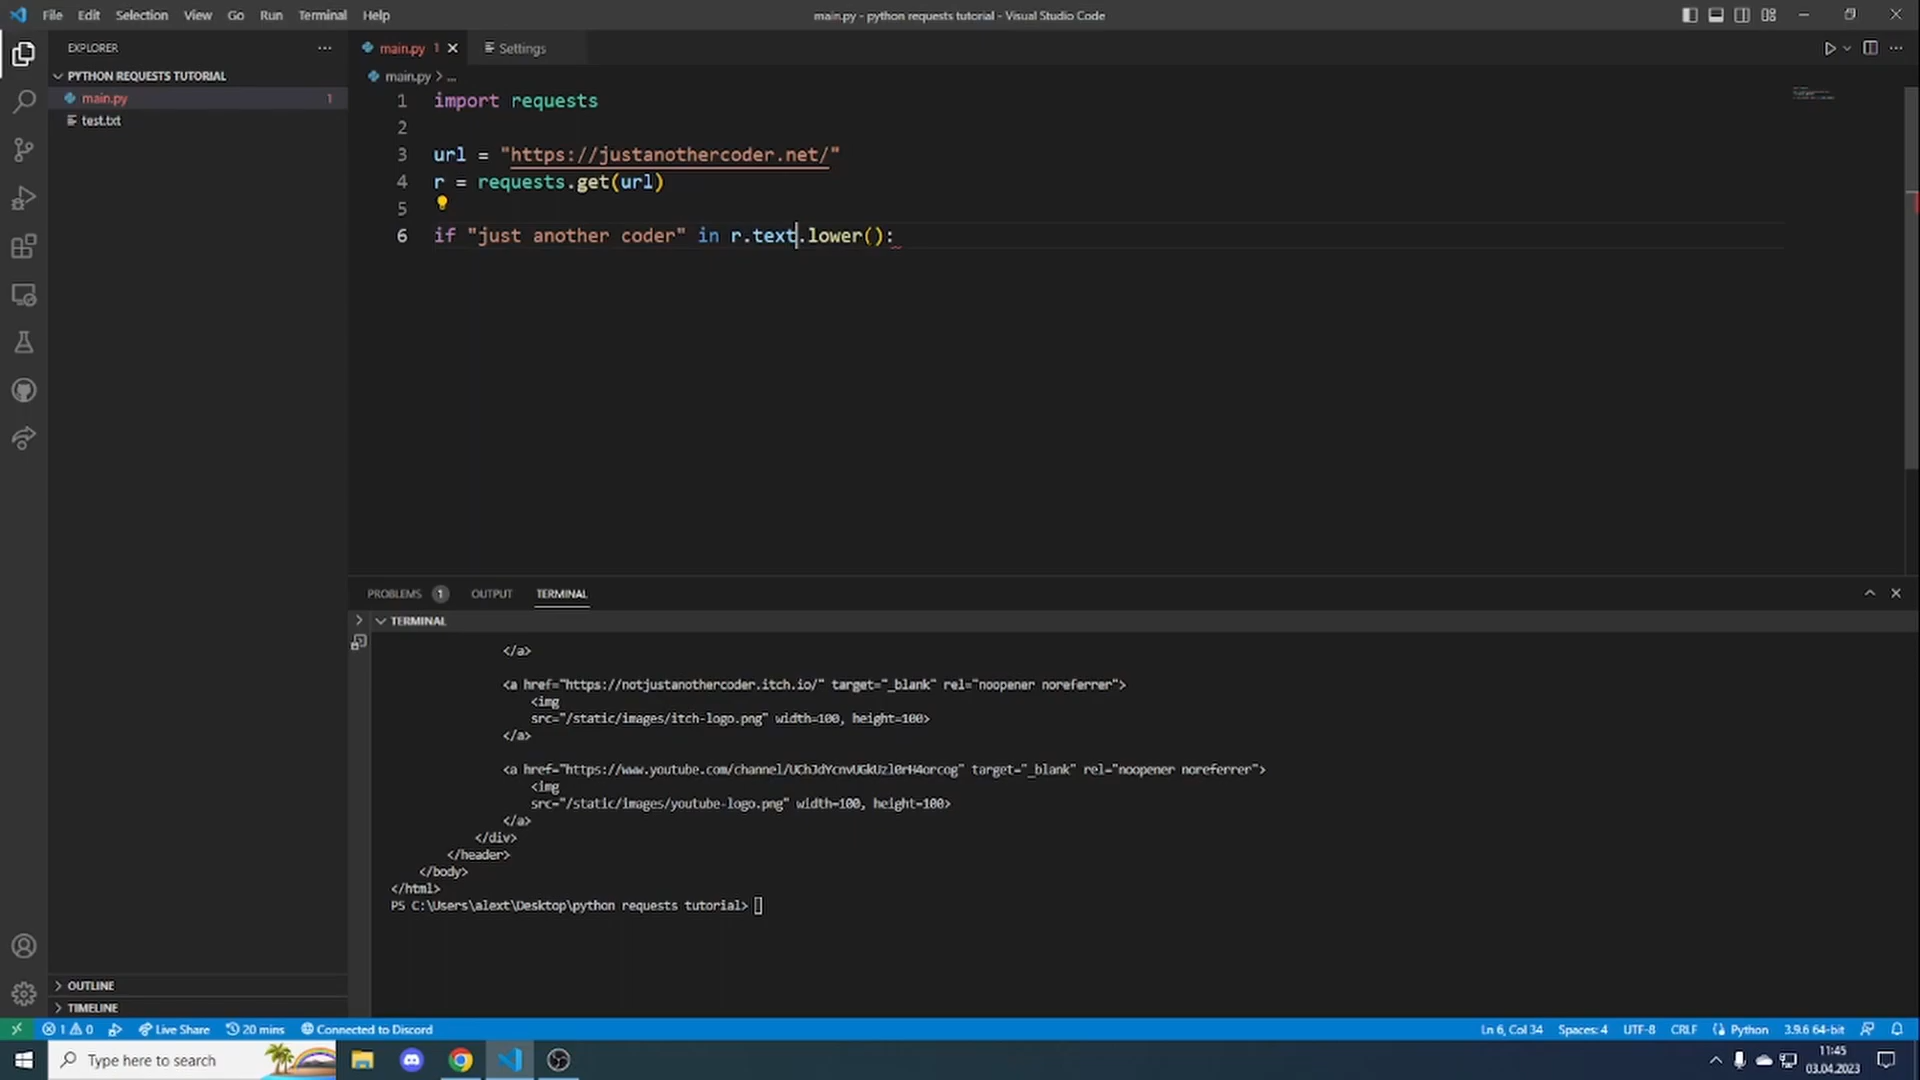 File Edit Selection View Go Run Terminal Help
main.py - python requests tutorial - Visual Studio Code
EXPLORER
PYTHON REQUESTS TUTORIAL
main.py 1
test.txt
OUTLINE
TIMELINE
main.py 1
Settings
main.py > ...
1 import requests
2
3 url = "https://justanothercoder.net/"
4 r = requests.get(url)
5
6 if "just another coder" in r.text.lower():
PROBLEMS 1 OUTPUT TERMINAL
TERMINAL
</a>
<a href="https://notjustanothercoder.itch.io/" target="_blank" rel="noopener noreferrer">
<img
src="/static/images/itch-logo.png" width=100, height=100>
</a>
<a href="https://www.youtube.com/channel/UChJdYcnvUGkUzl0rH4orcog" target="_blank" rel="noopener noreferrer">
<img
src="/static/images/youtube-logo.png" width=100, height=100>
</a>
</div>
</header>
</body>
</html>
PS C:\Users\alext\Desktop\python requests tutorial>
1 0 Live Share 20 mins Connected to Discord
Ln 6, Col 34 Spaces: 4 UTF-8 CRLF Python 3.9.6 64-bit
Type here to search
11:45
03.04.2023